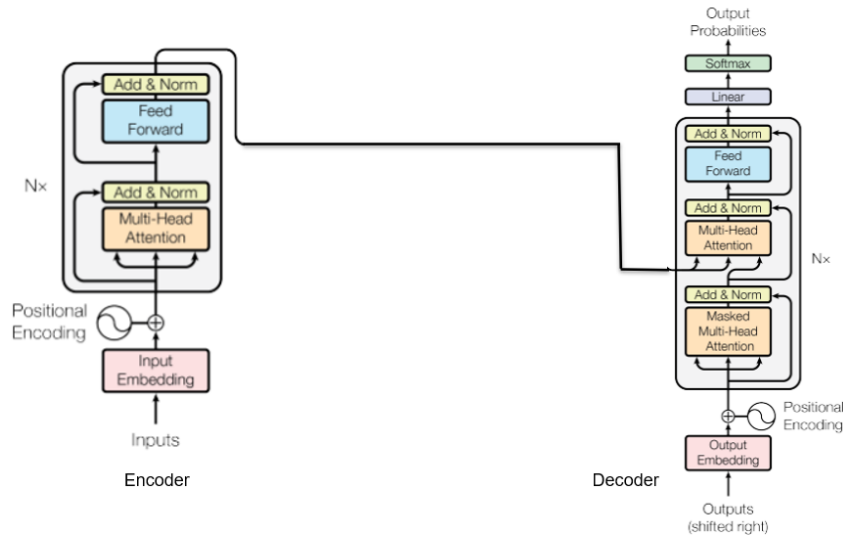 Add & Norm
Feed
Forward
Nx
Add & Norm
Multi-Head
Attention
Positional
Encoding
Input
Embedding
Inputs
Encoder
Output
Probabilities
Softmax
Linear
Add & Norm
Feed
Forward
Add & Norm
Multi-Head
Attention
Nx
Add & Norm
Masked
Multi-Head
Attention
Positional
Encoding
Output
Embedding
Decoder
Outputs
(shifted right)